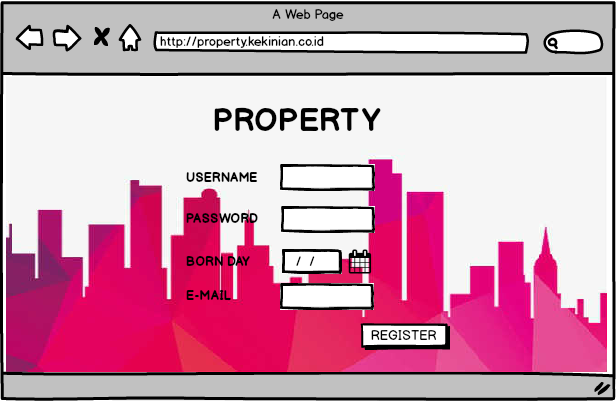 A Web Page
http://property.kekinian.co.id
PROPERTY
USERNAME
PASSWORD
BORN DAY / /
E-MAIL
REGISTER